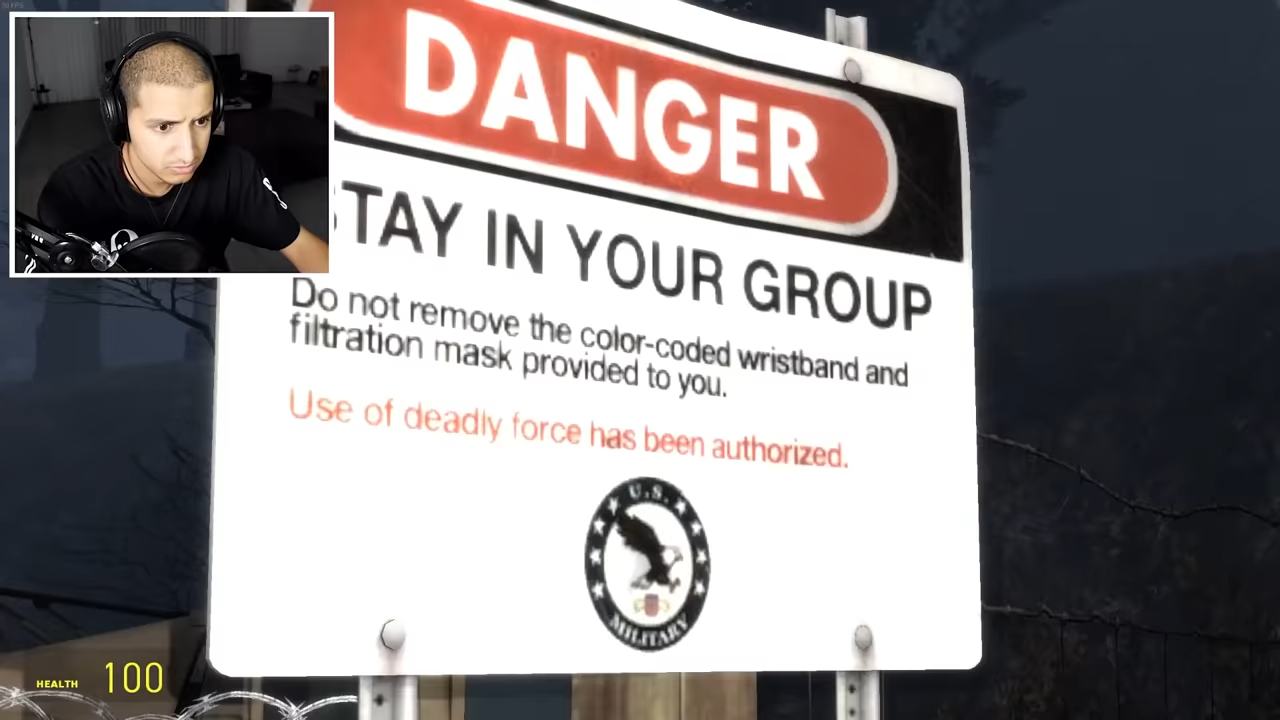 DANGER
STAY IN YOUR GROUP
Do not remove the color-coded wristband and
filtration mask provided to you.
Use of deadly force has been authorized.
U.S.
MILITARY
HEALTH 100